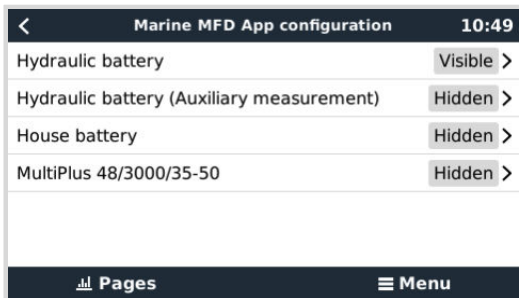 Marine MFD App configuration 10:49
Hydraulic battery Visible
Hydraulic battery (Auxiliary measurement) Hidden
House battery Hidden
MultiPlus 48/3000/35-50 Hidden
Pages Menu